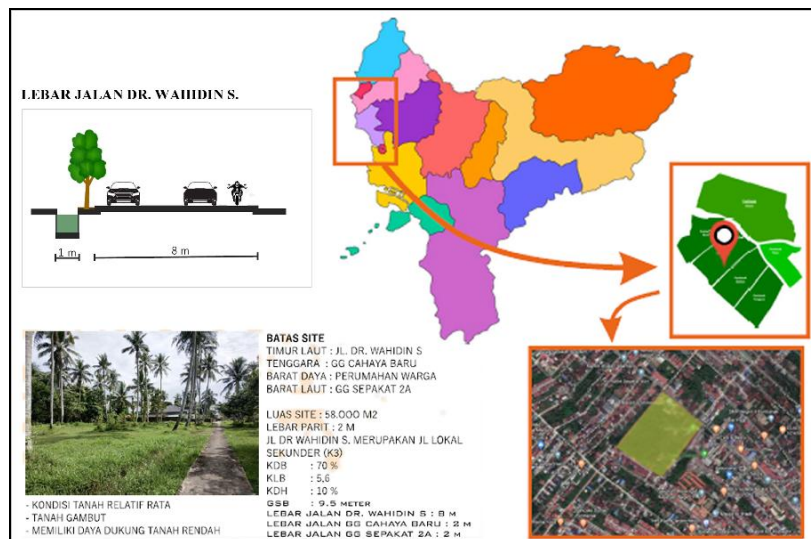 LEBAR JALAN DR. WAHIDIN S.
1 m
8 m
BATAS SITE
TIMUR LAUT : JL. DR. WAHIDIN S
TENGGARA : GG CAHAYA BARU
BARAT DAYA : PERUMAHAN WARGA
BARAT LAUT : GG SEPAKAT 2A
LUAS SITE : 58.000 M2
LEBAR PARIT : 2 M
JL DR WAHIDIN S. MERUPAKAN JL LOKAL
SEKUNDER (K3)
KDB : 70 %
KLB : 5,6
KDH : 10 %
GSB : 9.5 METER
LEBAR JALAN DR. WAHIDIN S : 8 M
LEBAR JALAN GG CAHAYA BARU : 2 M
LEBAR JALAN GG SEPAKAT 2A : 2 M
- KONDISI TANAH RELATIF RATA
- TANAH GAMBUT
- MEMILIKI DAYA DUKUNG TANAH RENDAH